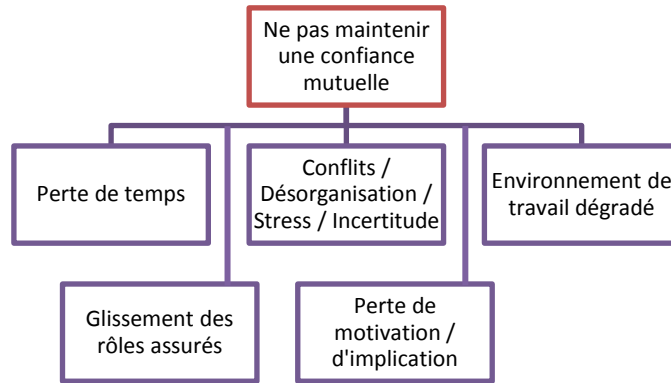 Ne pas maintenir
une confiance
mutuelle
Perte de temps
Conflits /
Désorganisation /
Stress / Incertitude
Environnement de
travail dégradé
Glissement des
rôles assurés
Perte de
motivation /
d'implication